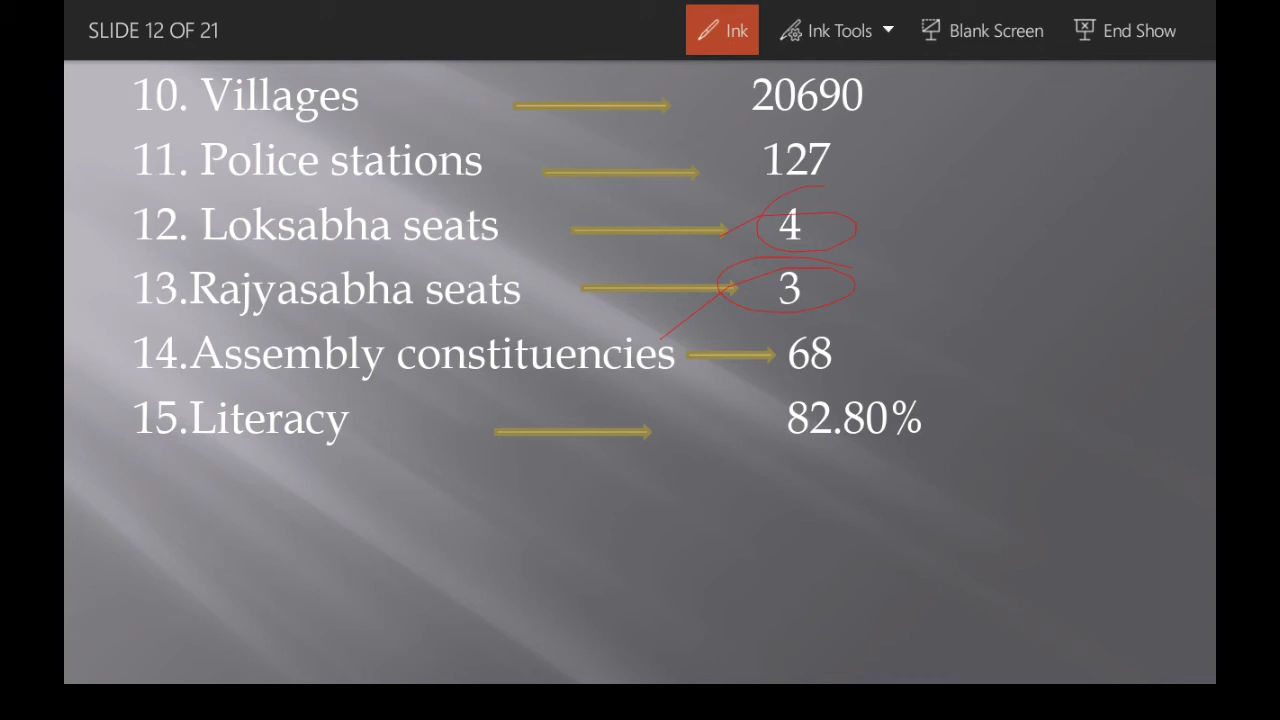 SLIDE 12 OF 21 Ink Ink Tools Blank Screen End Show
10. Villages 20690
11. Police stations 127
12. Loksabha seats 4
13.Rajyasabha seats 3
14.Assembly constituencies 68
15.Literacy 82.80%